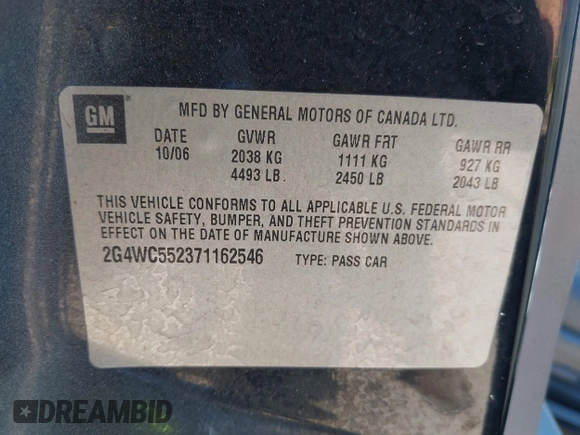 GM
MFD BY GENERAL MOTORS OF CANADA LTD.
DATE GVWR GAWR FRT GAWR RR
10/06 2038 KG 1111 KG 927 KG
4493 LB 2450 LB 2043 LB
THIS VEHICLE CONFORMS TO ALL APPLICABLE U.S. FEDERAL MOTOR
VEHICLE SAFETY, BUMPER, AND THEFT PREVENTION STANDARDS IN
EFFECT ON THE DATE OF MANUFACTURE SHOWN ABOVE.
2G4WC552371162546 TYPE: PASS CAR
DREAMBID